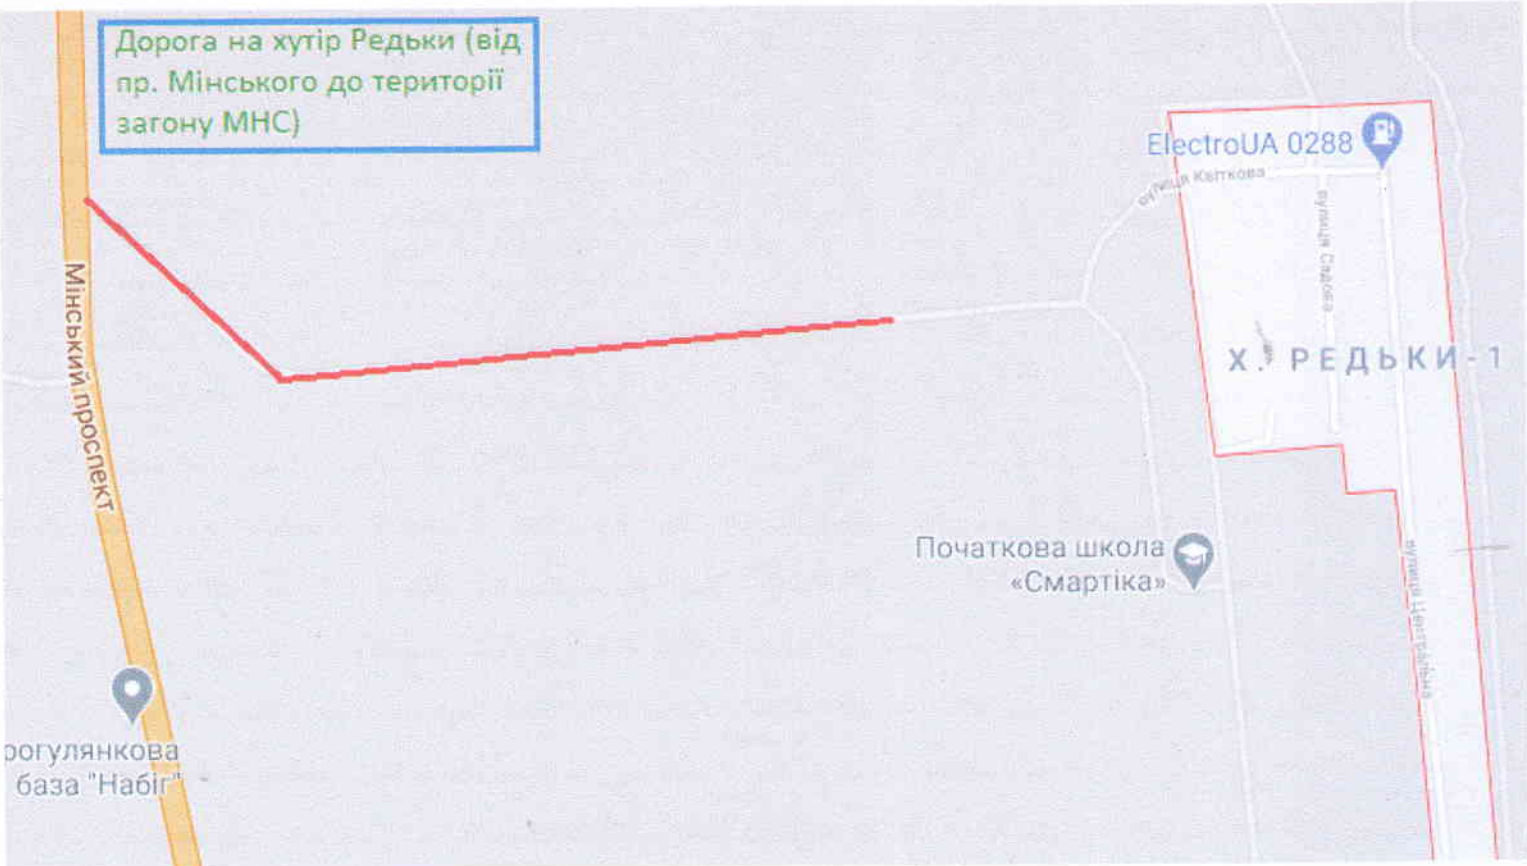 Дорога на хутір Редьки (від
пр. Мінського до території
загону МНС)
ElectroUA 0288
вулиця Квіткова
вулиця Садова
Мінський проспект
Х. РЕДЬКИ-1
Початкова школа
«Смартіка»
вулиця Центральна
рогулянкова
база "Набіг"